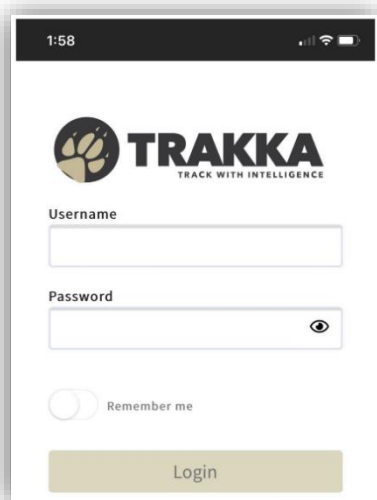 1:58
TRAKKA
TRACK WITH INTELLIGENCE
Username
Password
Remember me
Login